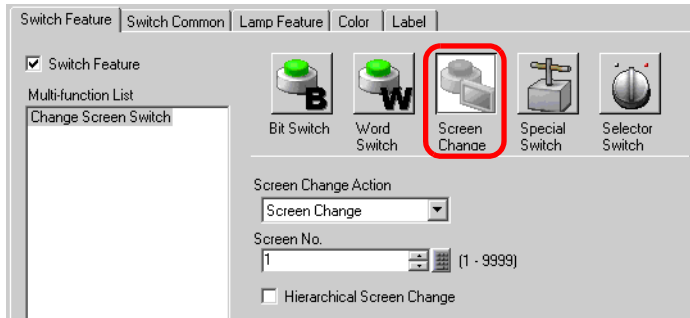 Switch Feature Switch Common Lamp Feature Color Label
Switch Feature
Multi-function List
Change Screen Switch
B W
Bit Switch Word Switch Screen Change Special Switch Selector Switch
Screen Change Action
Screen Change
Screen No.
1 (1 - 9999)
Hierarchical Screen Change